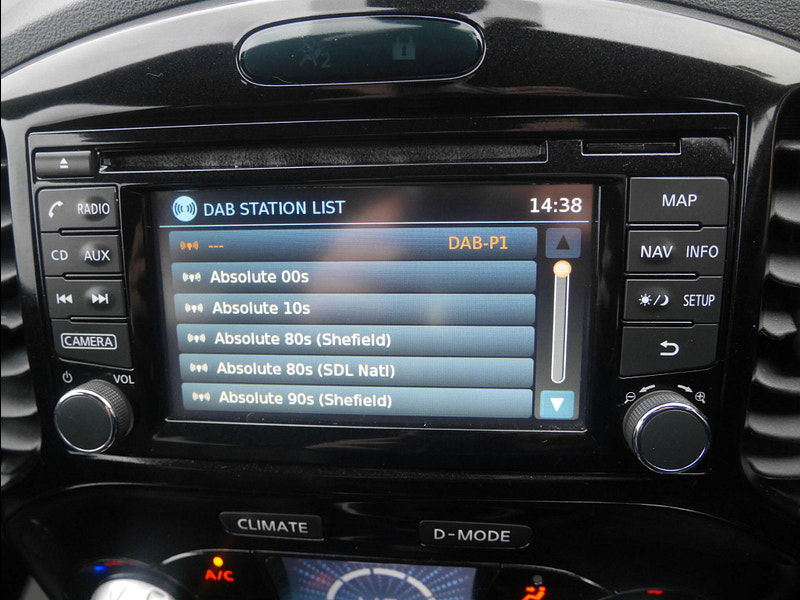 2
RADIO
CD AUX
CAMERA
VOL
DAB STATION LIST 14:38
--- DAB-P1
Absolute 00s
Absolute 10s
Absolute 80s (Shefield)
Absolute 80s (SDL Natl)
Absolute 90s (Shefield)
MAP
NAV INFO
SETUP
CLIMATE
D-MODE
A/C